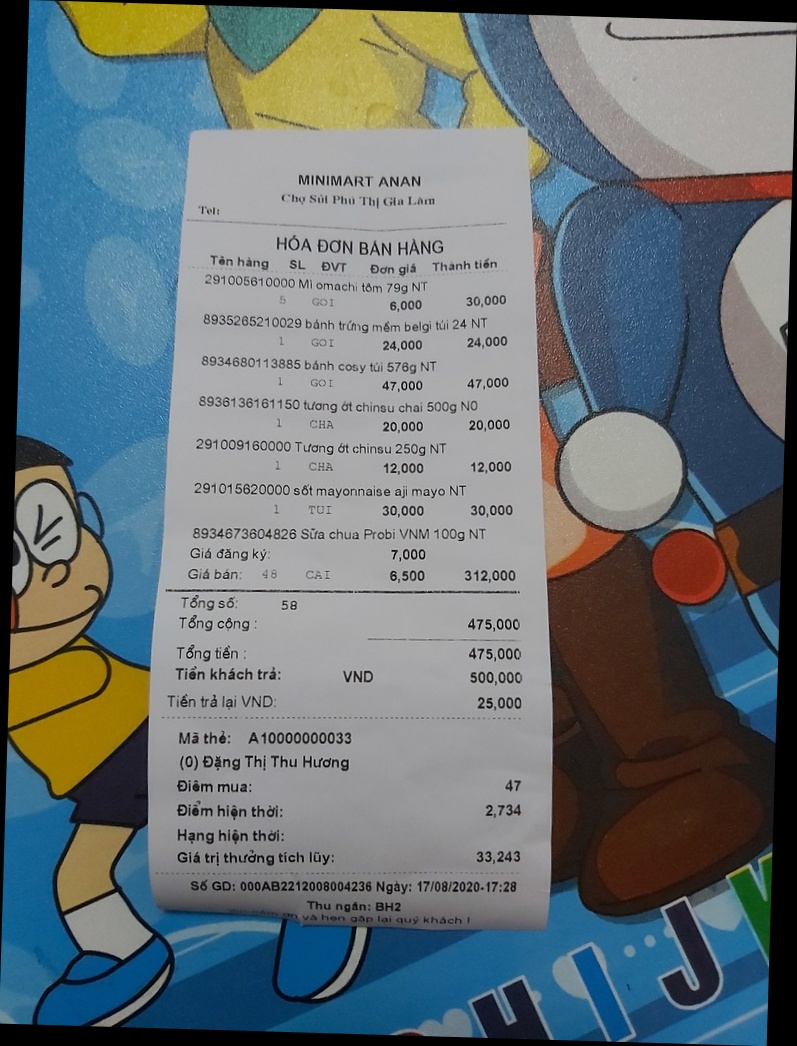 MINIMART ANAN
Chợ Sủi Phú Thị Gia Lâm
Tel:
HÓA ĐƠN BÁN HÀNG
Tên hàng SL ĐVT Đơn giá Thành tiền
291005610000 Mì omachi tôm 79g NT
5 GOI 6,000 30,000
8935265210029 bánh trứng mềm belgi túi 24 NT
1 GOI 24,000 24,000
8934680113885 bánh cosy túi 576g NT
1 GOI 47,000 47,000
8936136161150 tương ớt chinsu chai 500g N0
1 CHA 20,000 20,000
291009160000 Tương ớt chinsu 250g NT
1 CHA 12,000 12,000
291015620000 sốt mayonnaise aji mayo NT
1 TUI 30,000 30,000
8934673604826 Sữa chua Probi VNM 100g NT
Giá đăng ký: 7,000
Giá bán: 48 CAI 6,500 312,000
Tổng số: 58
Tổng cộng : 475,000
Tổng tiền : 475,000
Tiền khách trả: VND 500,000
Tiền trả lại VND: 25,000
Mã thẻ: A10000000033
(0) Đặng Thị Thu Hương
Điểm mua: 47
Điểm hiện thời: 2,734
Hạng hiện thời:
Giá trị thưởng tích lũy: 33,243
Số GD: 000AB2212008004236 Ngày: 17/08/2020-17:28
Thu ngân: BH2
và hẹn gặp lại quý khách !
H I J